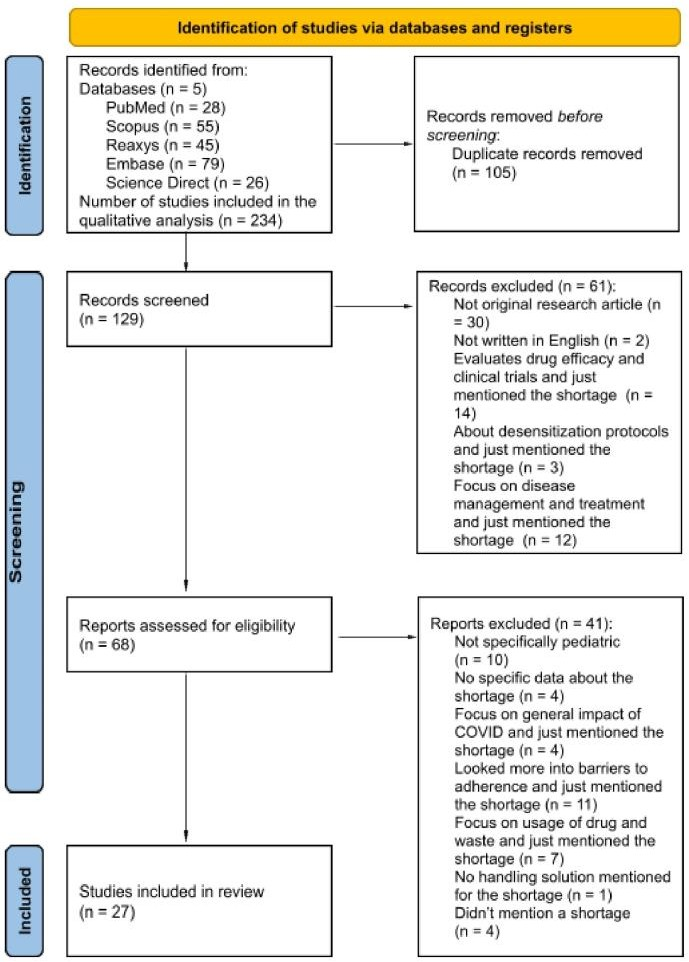 Identification of studies via databases and registers
Identification
Records identified from:
Databases (n = 5)
PubMed (n = 28)
Scopus (n = 55)
Reaxys (n = 45)
Embase (n = 79)
Science Direct (n = 26)
Number of studies included in the
qualitative analysis (n = 234)
Records removed before
screening:
Duplicate records removed
(n = 105)
Screening
Records screened
(n = 129)
Records excluded (n = 61):
Not original research article (n
= 30)
Not written in English (n = 2)
Evaluates drug efficacy and
clinical trials and just
mentioned the shortage (n =
14)
About desensitization protocols
and just mentioned the
shortage (n = 3)
Focus on disease
management and treatment
and just mentioned the
shortage (n = 12)
Reports assessed for eligibility
(n = 68)
Reports excluded (n = 41):
Not specifically pediatric
(n = 10)
No specific data about the
shortage (n = 4)
Focus on general impact of
COVID and just mentioned the
shortage (n = 4)
Looked more into barriers to
adherence and just mentioned
the shortage (n = 11)
Focus on usage of drug and
waste and just mentioned the
shortage (n = 7)
No handling solution mentioned
for the shortage (n = 1)
Didn't mention a shortage
(n = 4)
Included
Studies included in review
(n = 27)